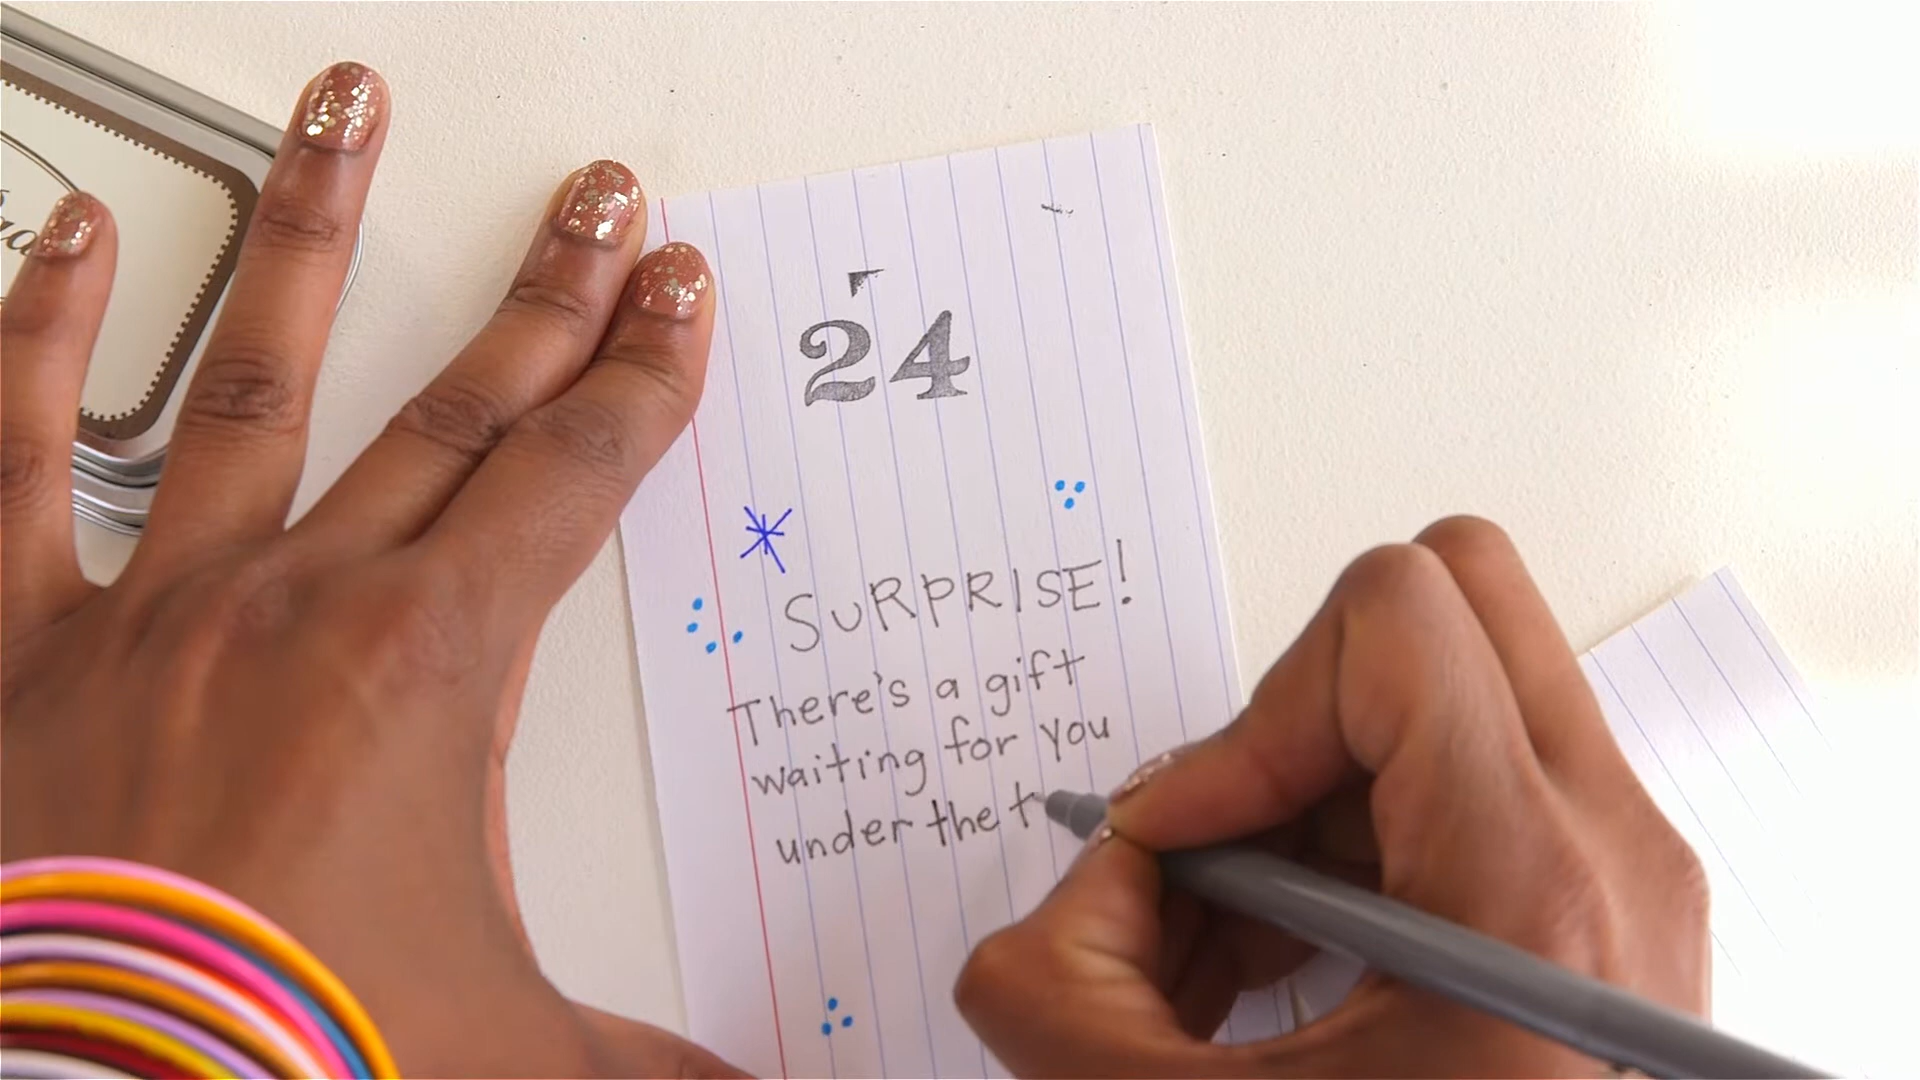 24
SURPRISE!
There's a gift
waiting for you
under the t